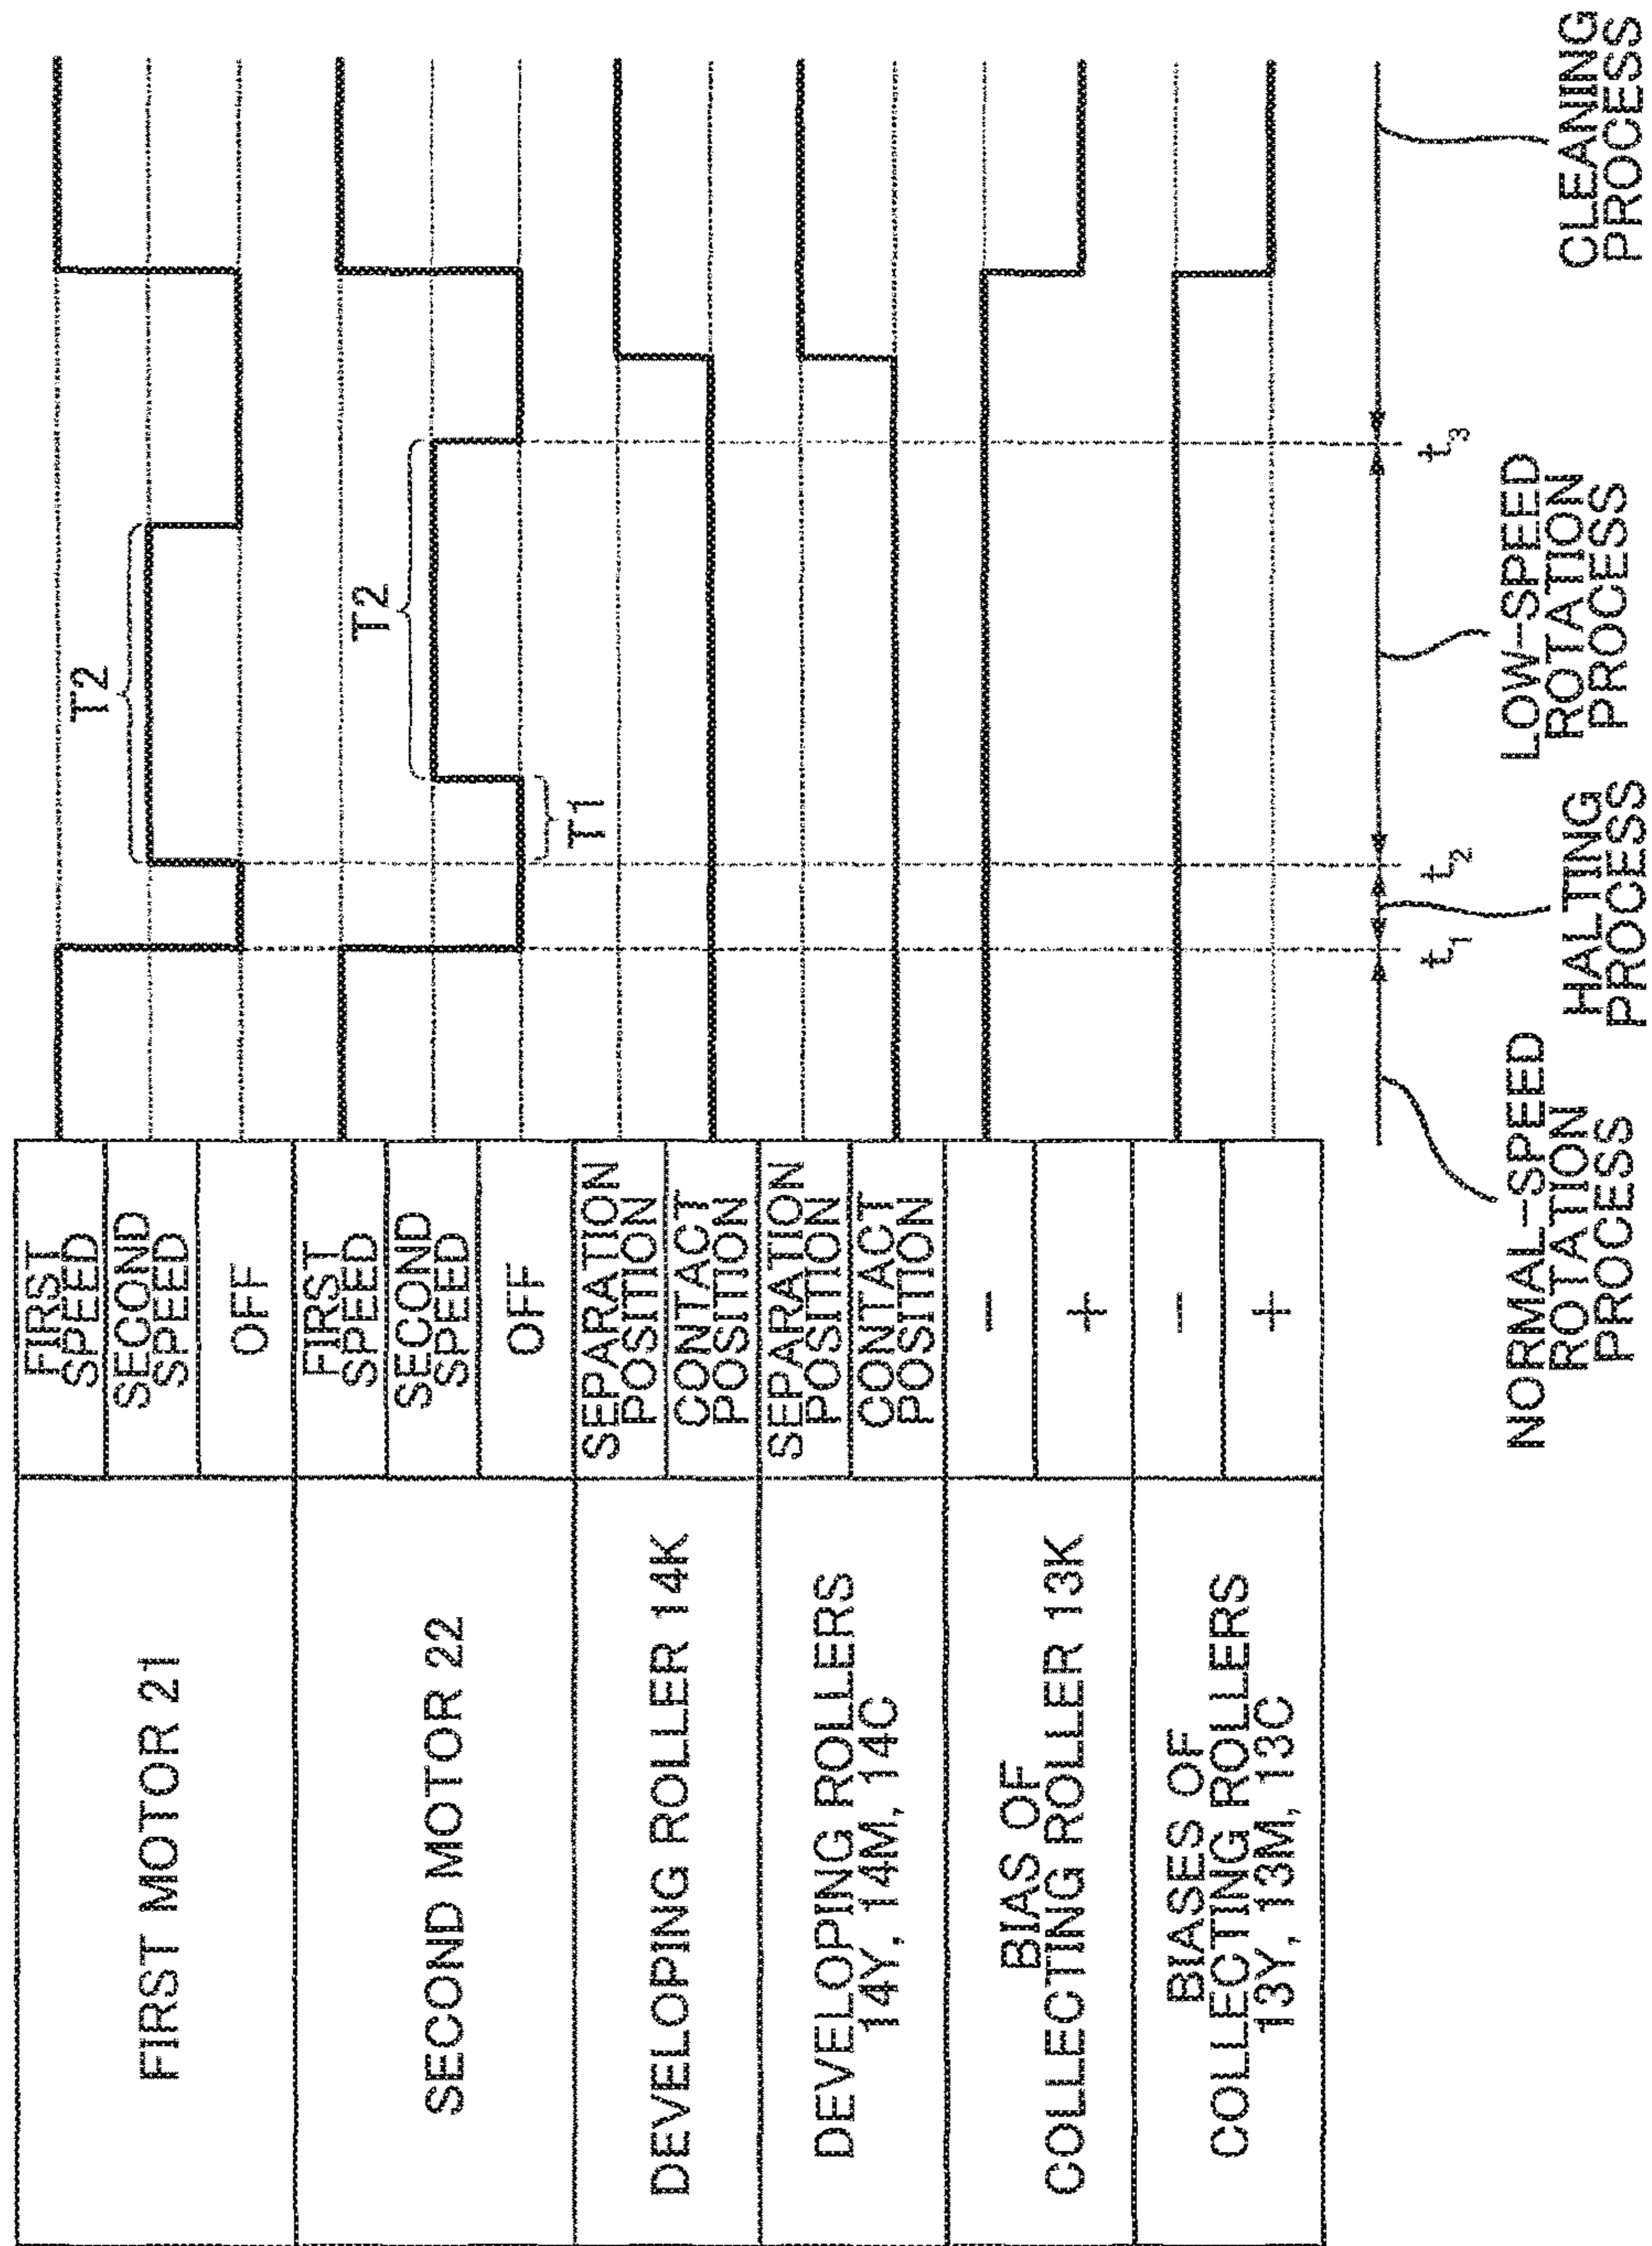 FIRST MOTOR 21
FIRST
SPEED
SECOND
SPEED
OFF
T2
SECOND MOTOR 22
FIRST
SPEED
SECOND
SPEED
OFF
T2
T1
DEVELOPING ROLLER 14K
SEPARATION
POSITION
CONTACT
POSITION
DEVELOPING ROLLERS
14Y, 14M, 14C
SEPARATION
POSITION
CONTACT
POSITION
BIAS OF
COLLECTING ROLLER 13K
−
+
BIASES OF
COLLECTING ROLLERS
13Y, 13M, 13C
−
+
t1
t2
t3
NORMAL-SPEED
ROTATION
PROCESS
HALTING
PROCESS
LOW-SPEED
ROTATION
PROCESS
CLEANING
PROCESS